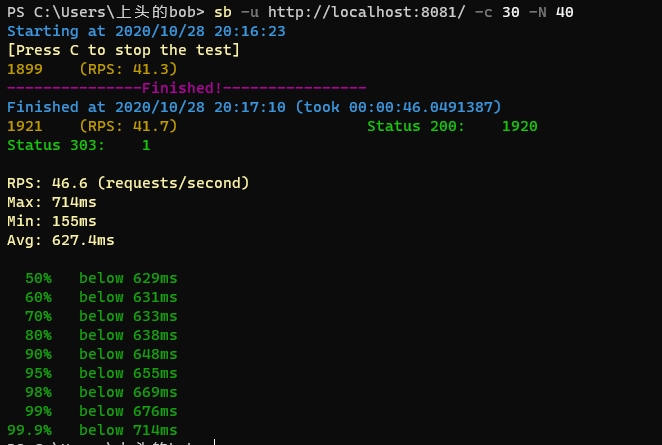 PS C:\Users\上头的bob> sb -u http://localhost:8081/ -c 30 -N 40
Starting at 2020/10/28 20:16:23
[Press C to stop the test]
1899    (RPS: 41.3)
---------------Finished!----------------
Finished at 2020/10/28 20:17:10 (took 00:00:46.0491387)
1921    (RPS: 41.7)                     Status 200:    1920
Status 303:    1
RPS: 46.6 (requests/second)
Max: 714ms
Min: 155ms
Avg: 627.4ms
  50%   below 629ms
  60%   below 631ms
  70%   below 633ms
  80%   below 638ms
  90%   below 648ms
  95%   below 655ms
  98%   below 669ms
  99%   below 676ms
99.9%   below 714ms